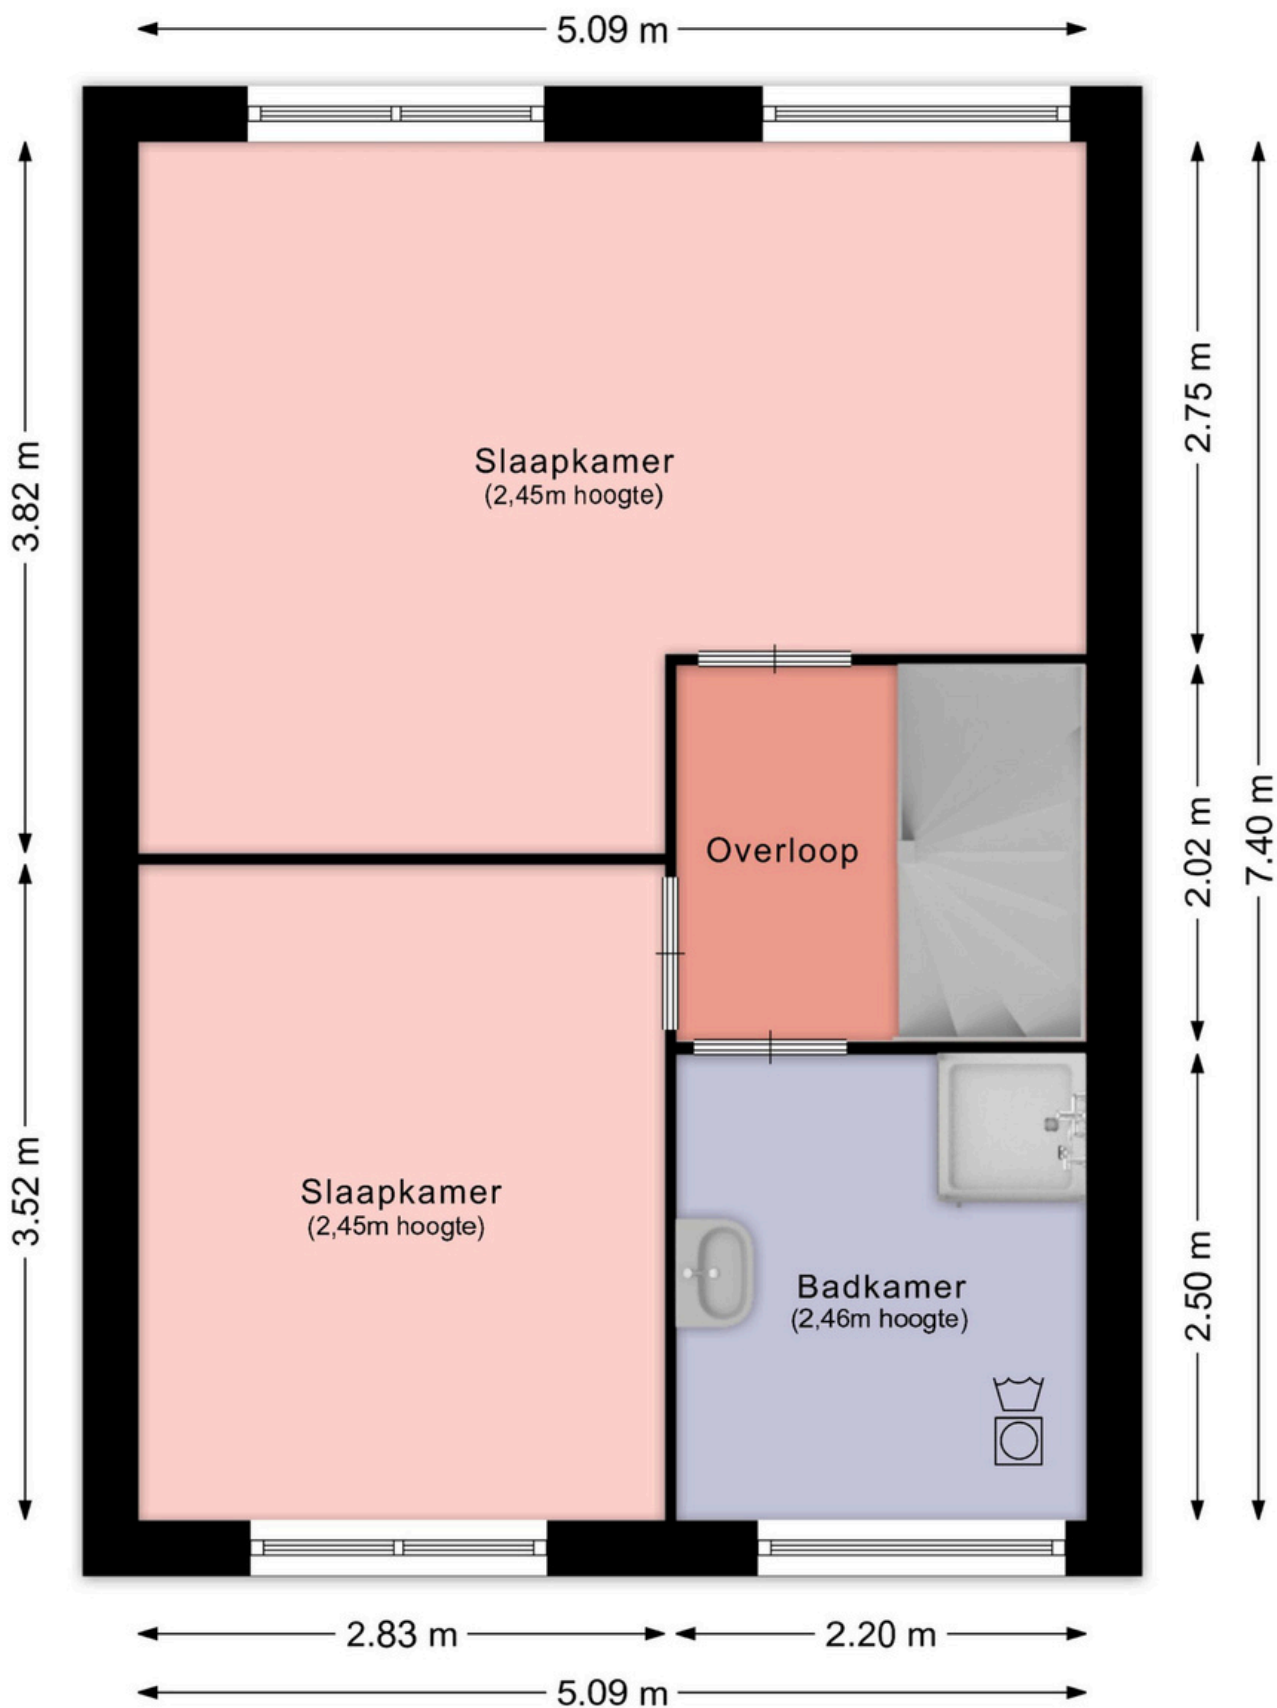 5.09 m
3.82 m
2.75 m
Slaapkamer
(2,45m hoogte)
Overloop
2.02 m
7.40 m
3.52 m
Slaapkamer
(2,45m hoogte)
Badkamer
(2,46m hoogte)
2.50 m
2.83 m
2.20 m
5.09 m